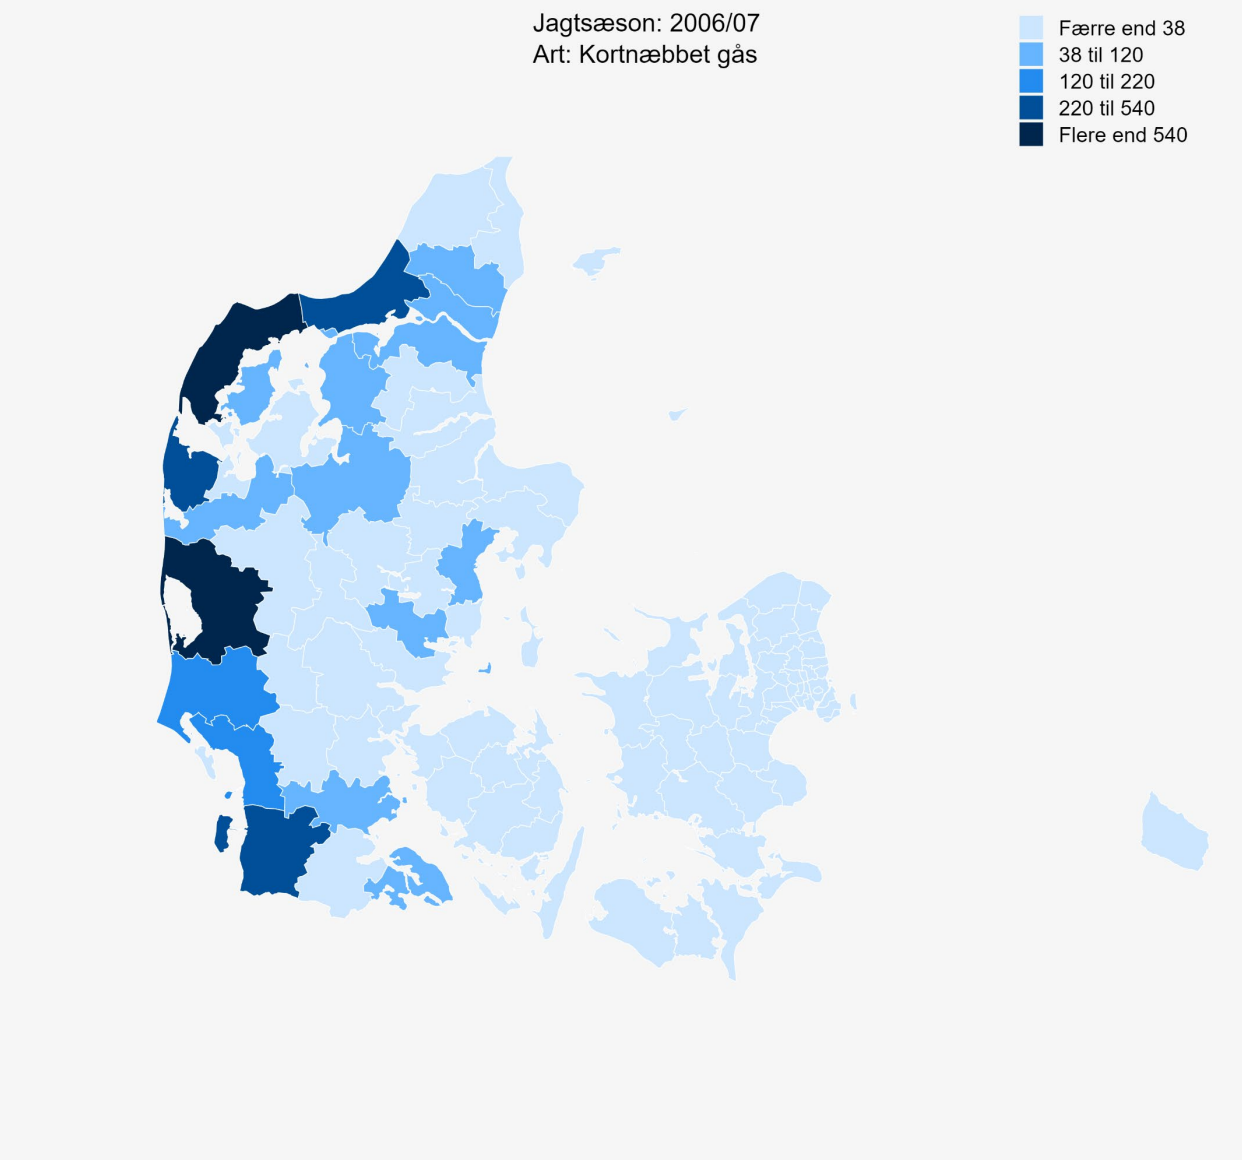 Jagtsæson: 2006/07
Art: Kortnæbbet gås
Færre end 38
38 til 120
120 til 220
220 til 540
Flere end 540